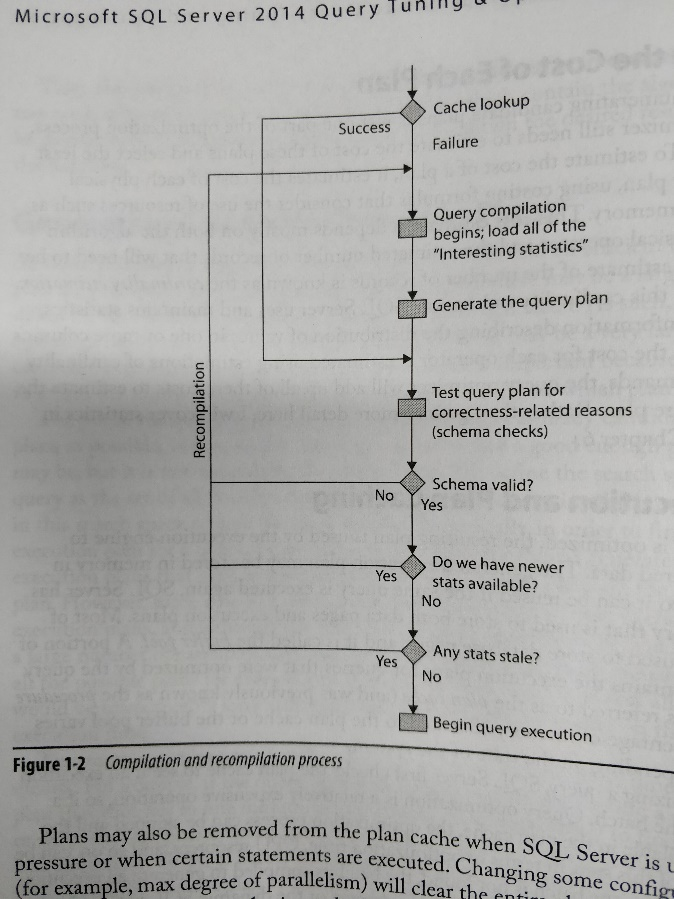 Microsoft SQL Server 2014 Query Tuning &
Cache lookup
Success
Failure
Query compilation
begins; load all of the
"Interesting statistics"
Generate the query plan
Recompilation
Test query plan for
correctness-related reasons
(schema checks)
Schema valid?
No
Yes
Do we have newer
stats available?
Yes
No
Any stats stale?
Yes
No
Begin query execution
Figure 1-2 Compilation and recompilation process
Plans may also be removed from the plan cache when SQL Server is
pressure or when certain statements are executed. Changing some
(for example, max degree of parallelism) will clear the